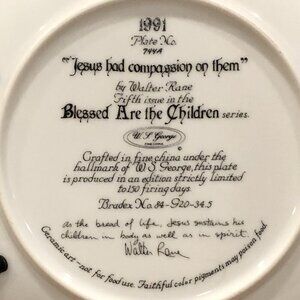 1991
Plate No.
744A
"Jesus had compassion on them"
by Walter Rane
Fifth issue in the
Blessed Are the Children series.
W. S. George
FINE CHINA
Crafted in fine china under the
hallmark of W.S. George, this plate
is produced in an edition strictly limited
to 150 firing days.
Bradex No. 84-G20-34.5
as the bread of life, Jesus sustains his
children in body as well as in spirit.
Walter Rane
Ceramic art - not for food use. Faithful color pigments may poison food